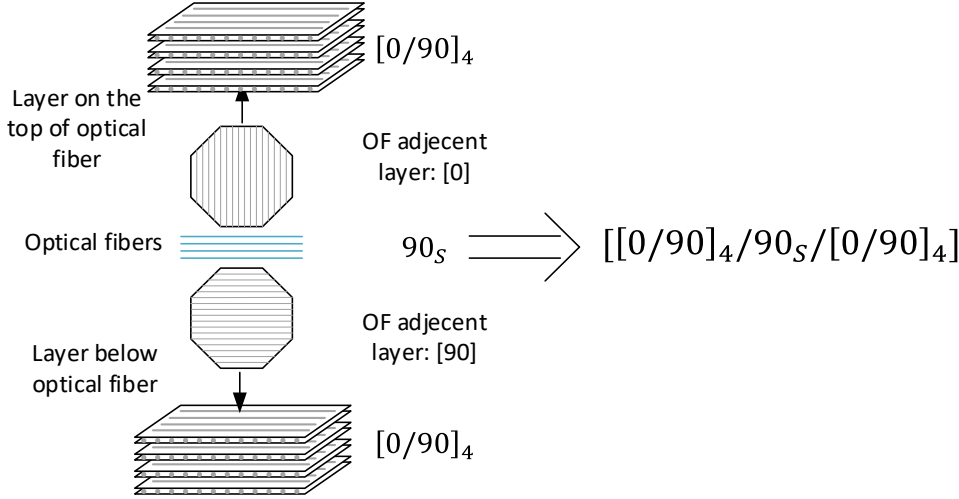 [0/90]₄
Layer on the
top of optical
fiber
OF adjecent
layer: [0]
Optical fibers
90ₛ
[[0/90]₄/90ₛ/[0/90]₄]
OF adjecent
layer: [90]
Layer below
optical fiber
[0/90]₄